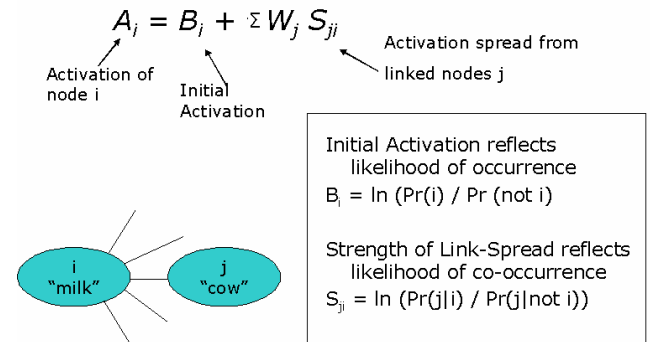 Aᵢ = Bᵢ + Σ Wⱼ Sⱼᵢ
Activation of
node i
Initial
Activation
Activation spread from
linked nodes j
Initial Activation reflects
likelihood of occurrence
Bᵢ = ln (Pr(i) / Pr (not i)
Strength of Link-Spread reflects
likelihood of co-occurrence
Sⱼᵢ = ln (Pr(j|i) / Pr(j|not i))
i
"milk"
j
"cow"